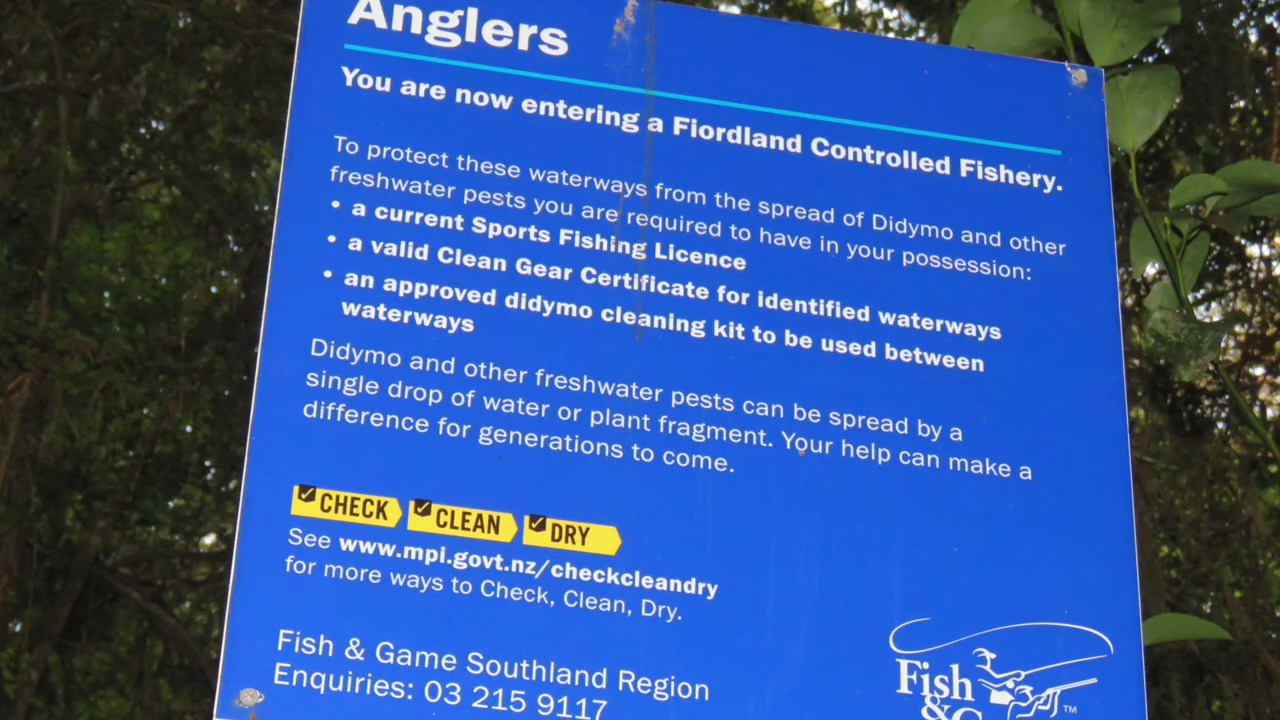 Anglers
You are now entering a Fiordland Controlled Fishery.
To protect these waterways from the spread of Didymo and other
freshwater pests you are required to have in your possession:
• a current Sports Fishing Licence
• a valid Clean Gear Certificate for identified waterways
• an approved didymo cleaning kit to be used between
waterways
Didymo and other freshwater pests can be spread by a
single drop of water or plant fragment. Your help can make a
difference for generations to come.
CHECK CLEAN DRY
See www.mpi.govt.nz/checkcleandry
for more ways to Check, Clean, Dry.
Fish & Game Southland Region
Enquiries: 03 215 9117
Fish
&
TM